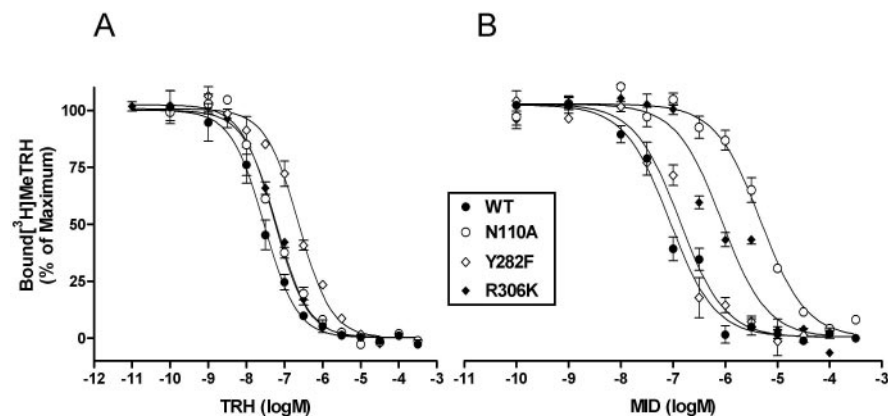 A
B
Bound[³H]MeTRH
(% of Maximum)
100
75
50
25
0
-12 -11 -10 -9 -8 -7 -6 -5 -4 -3
TRH (logM)
WT
N110A
Y282F
R306K
-11 -10 -9 -8 -7 -6 -5 -4 -3
MID (logM)